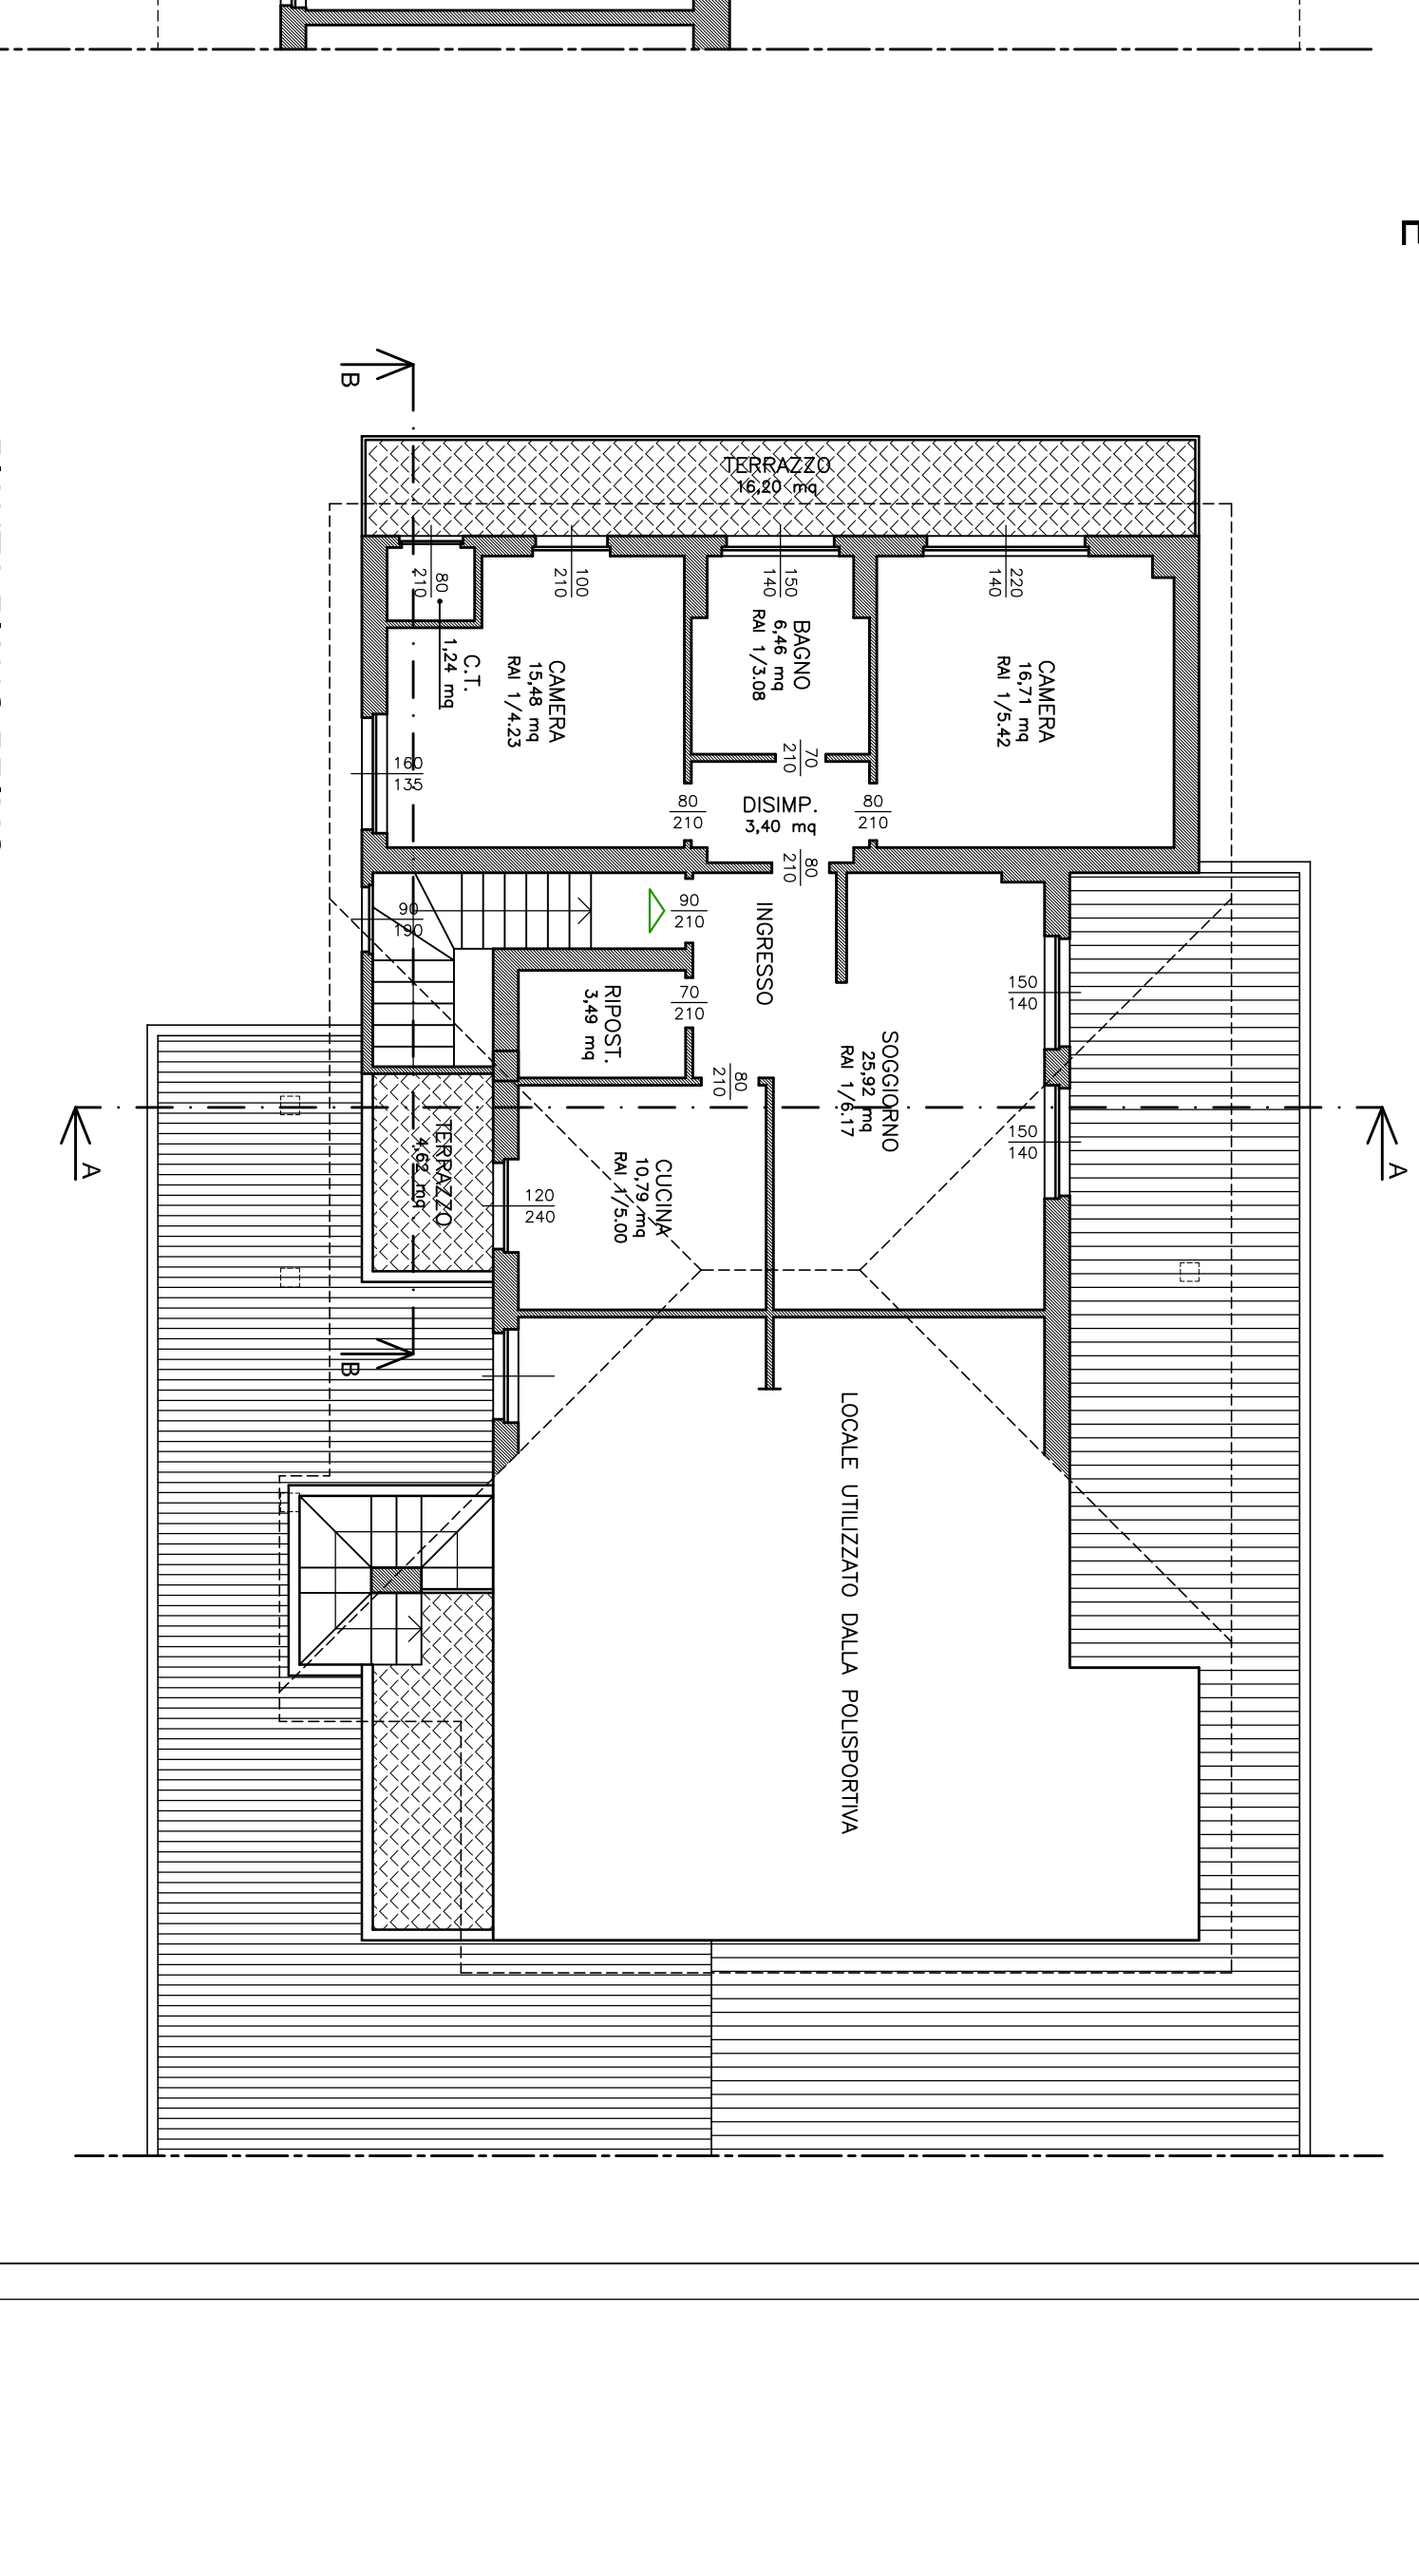 B
TERRAZZO
16,20 mq
80
210
100
210
150
140
220
140
C.T.
1,24 mq
CAMERA
15,48 mq
RAI 1/4.23
BAGNO
6,46 mq
RAI 1/3.08
CAMERA
16,71 mq
RAI 1/5.42
160
135
70
210
80
210
DISIMP.
3,40 mq
80
210
80
210
90
190
90
210
INGRESSO
RIPOST.
3,49 mq
70
210
150
140
SOGGIORNO
25,92 mq
RAI 1/6.17
80
210
A
TERRAZZO
4,62 mq
CUCINA
10,79 mq
RAI 1/5.00
120
240
150
140
A
B
LOCALE UTILIZZATO DALLA POLISPORTIVA